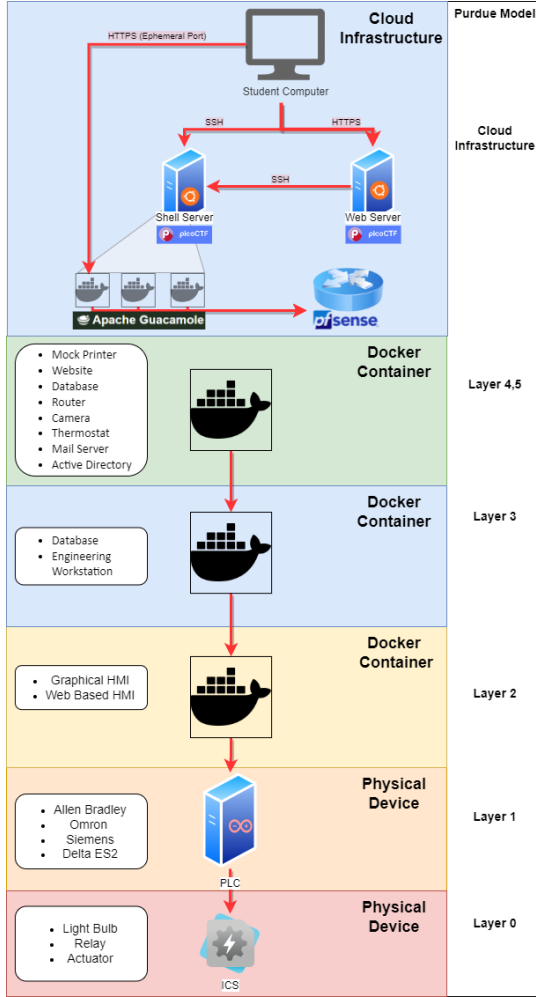 Cloud
Infrastructure
Purdue Model
HTTPS (Ephemeral Port)
Student Computer
Cloud
Infrastructure
SSH
HTTPS
SSH
Shell Server
Web Server
picoCTF
picoCTF
Apache Guacamole
pfsense
Docker
Container
Mock Printer
Website
Database
Router
Camera
Thermostat
Mail Server
Active Directory
Layer 4,5
Docker
Container
Database
Engineering
Workstation
Layer 3
Docker
Container
Graphical HMI
Web Based HMI
Layer 2
Physical
Device
Allen Bradley
Omron
Siemens
Delta ES2
PLC
Layer 1
Physical
Device
Light Bulb
Relay
Actuator
ICS
Layer 0